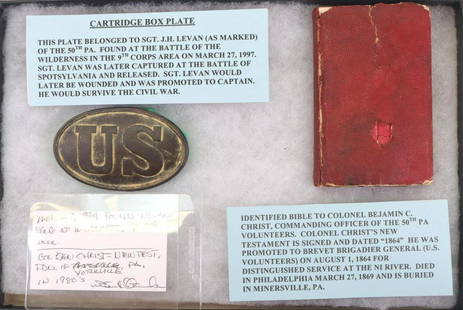 CARTRIDGE BOX PLATE
THIS PLATE BELONGED TO SGT. J.H. LEVAN (AS MARKED)
OF THE 50TH PA. FOUND AT THE BATTLE OF THE
WILDERNESS IN THE 9TH CORPS AREA ON MARCH 27, 1997.
SGT. LEVAN WAS LATER CAPTURED AT THE BATTLE OF
SPOTSYLVANIA AND RELEASED. SGT. LEVAN WOULD
LATER BE WOUNDED AND WAS PROMOTED TO CAPTAIN.
HE WOULD SURVIVE THE CIVIL WAR.
US
COL BEN CHRIST - NEW TEST,
PA,
IN 1980'S
IDENTIFIED BIBLE TO COLONEL BEJAMIN C.
CHRIST, COMMANDING OFFICER OF THE 50TH PA
VOLUNTEERS. COLONEL CHRIST'S NEW
TESTAMENT IS SIGNED AND DATED "1864" HE WAS
PROMOTED TO BREVET BRIGADIER GENERAL (U.S.
VOLUNTEERS) ON AUGUST 1, 1864 FOR
DISTINGUISHED SERVICE AT THE NI RIVER. DIED
IN PHILADELPHIA MARCH 27, 1869 AND IS BURIED
IN MINERSVILLE, PA.